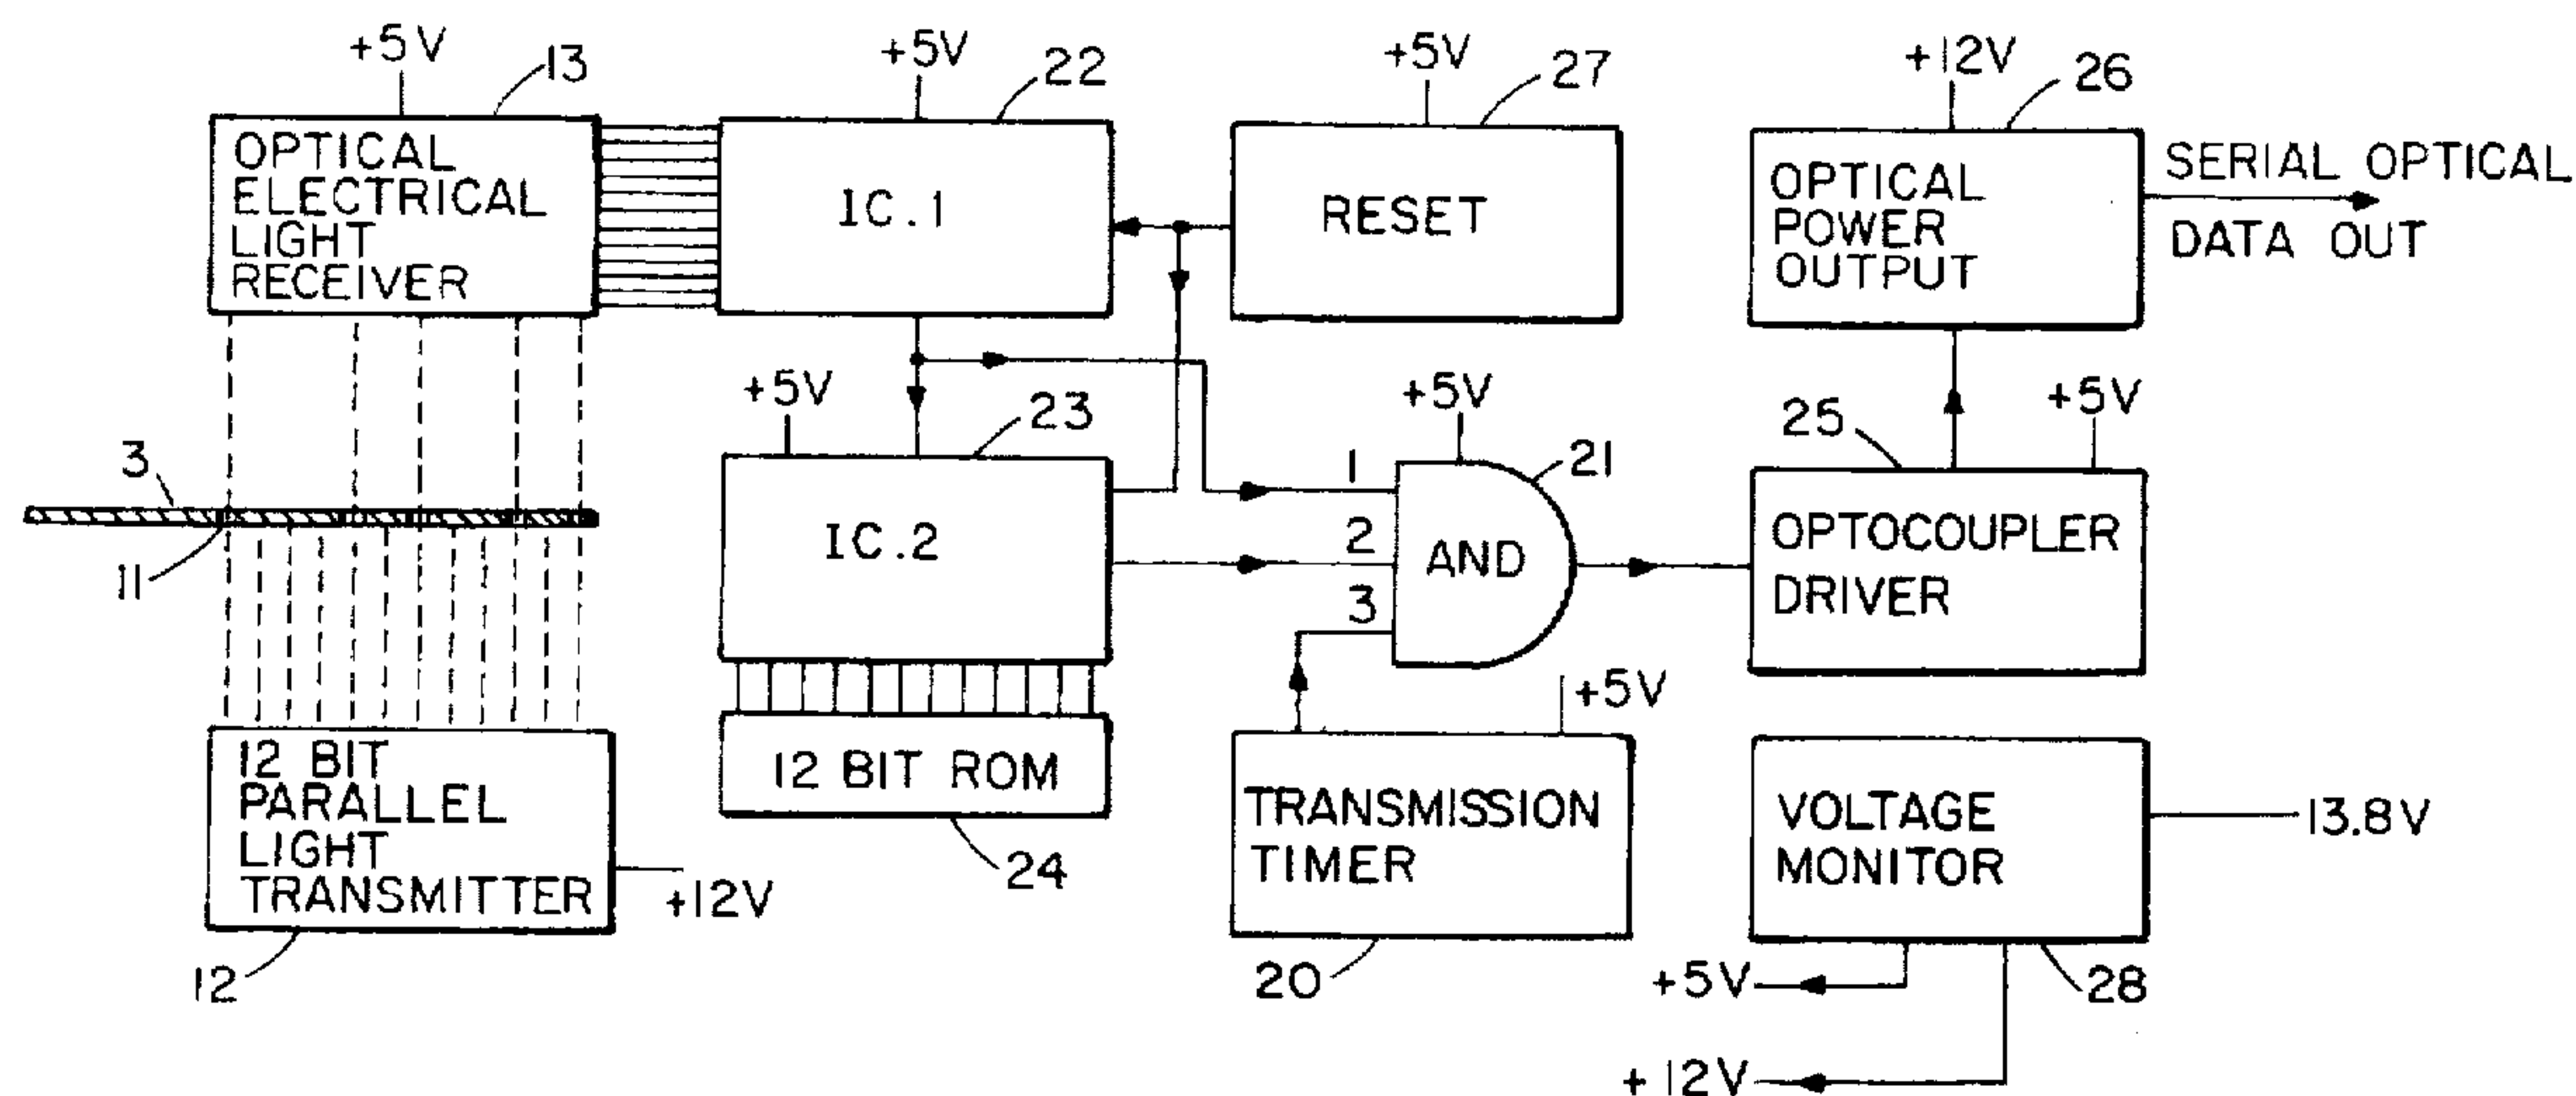 +5V
13
OPTICAL
ELECTRICAL
LIGHT
RECEIVER
+5V
22
IC.1
+5V
27
RESET
+12V
26
OPTICAL
POWER
OUTPUT
SERIAL OPTICAL
DATA OUT
3
11
+5V
23
IC.2
1
2
3
+5V
21
AND
25
+5V
OPTOCOUPLER
DRIVER
12 BIT
PARALLEL
LIGHT
TRANSMITTER
+12V
12
12 BIT ROM
24
+5V
TRANSMISSION
TIMER
20
VOLTAGE
MONITOR
13.8V
+5V
28
+12V